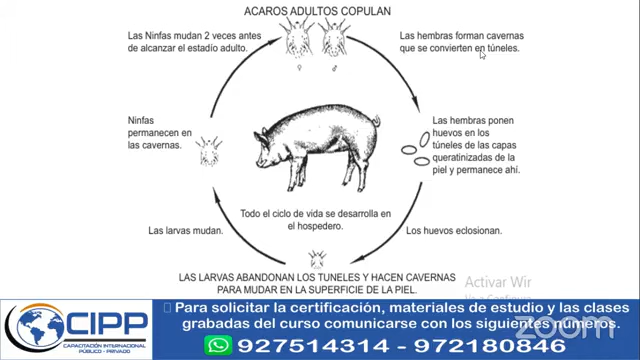 ACAROS ADULTOS COPULAN
Las Ninfas mudan 2 veces antes
de alcanzar el estadío adulto.
Las hembras forman cavernas
que se convierten en túneles.
Ninfas
permanecen en
las cavernas.
Las hembras ponen
huevos en los
túneles de las capas
queratinizadas de la
piel y permanece ahí.
Todo el ciclo de vida se desarrolla en
el hospedero.
Las larvas mudan.
Los huevos eclosionan.
LAS LARVAS ABANDONAN LOS TUNELES Y HACEN CAVERNAS
PARA MUDAR EN LA SUPERFICIE DE LA PIEL.
Activar Wir
zoom
CIPP
CAPACITACIÓN INTERNACIONAL
PÚBLICO - PRIVADO
Para solicitar la certificación, materiales de estudio y las clases
grabadas del curso comunicarse con los siguientes números.
927514314 - 972180846